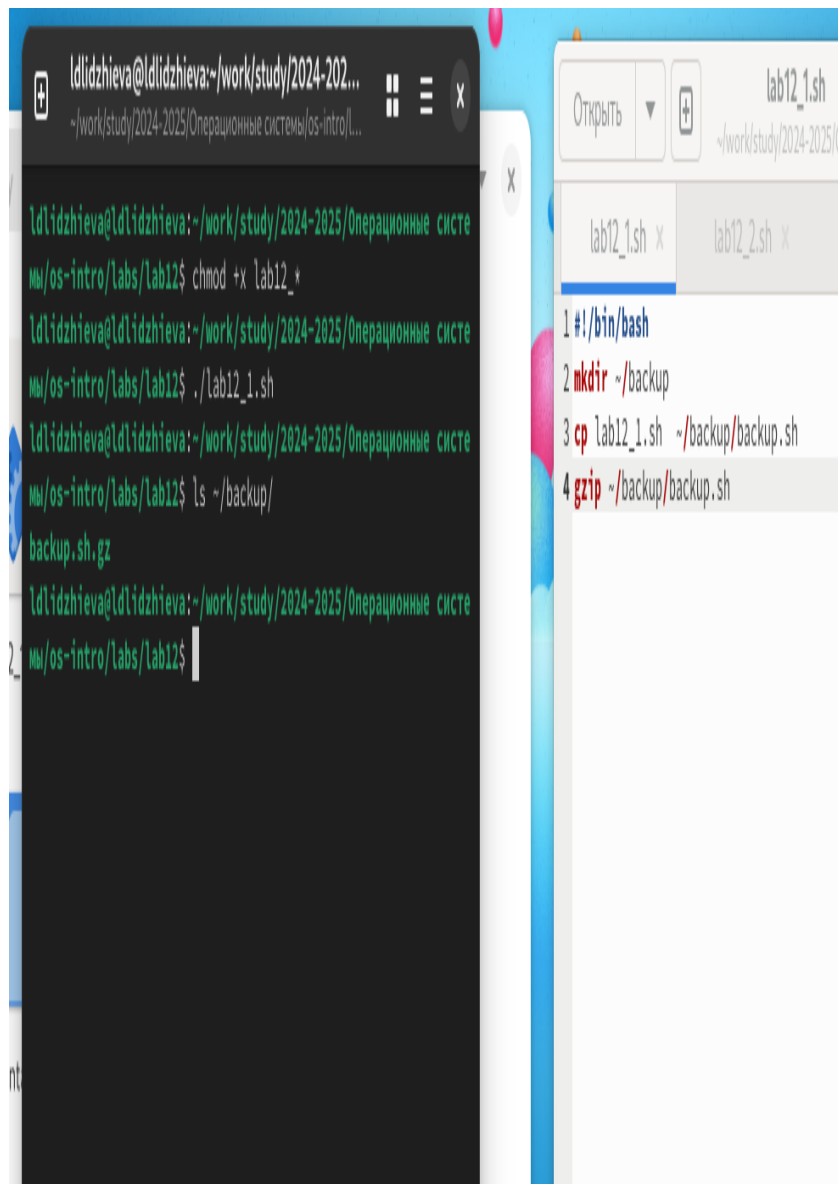 ldlidzhieva@ldlidzhieva:~/work/study/2024-202...
~/work/study/2024-2025/Операционные системы/os-intro/l...
ldlidzhieva@ldlidzhieva:~/work/study/2024-2025/Операционные систе
мы/os-intro/labs/lab12$ chmod +x lab12_*
ldlidzhieva@ldlidzhieva:~/work/study/2024-2025/Операционные систе
мы/os-intro/labs/lab12$ ./lab12_1.sh
ldlidzhieva@ldlidzhieva:~/work/study/2024-2025/Операционные систе
мы/os-intro/labs/lab12$ ls ~/backup/
backup.sh.gz
ldlidzhieva@ldlidzhieva:~/work/study/2024-2025/Операционные систе
мы/os-intro/labs/lab12$
Открыть
lab12_1.sh
~/work/study/2024-2025/
lab12_1.sh
lab12_2.sh
1 #!/bin/bash
2 mkdir ~/backup
3 cp lab12_1.sh  ~/backup/backup.sh
4 gzip ~/backup/backup.sh